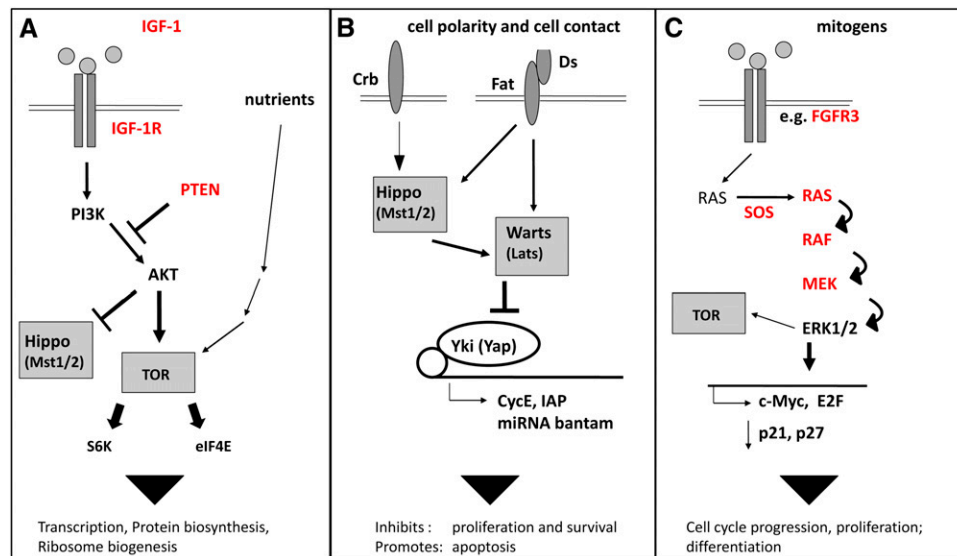 A
IGF-1
nutrients
IGF-1R
PTEN
PI3K
AKT
Hippo
(Mst1/2)
TOR
S6K
eIF4E
Transcription, Protein biosynthesis,
Ribosome biogenesis
B
cell polarity and cell contact
Crb
Fat
Ds
Hippo
(Mst1/2)
Warts
(Lats)
Yki (Yap)
CycE, IAP
miRNA bantam
Inhibits : proliferation and survival
Promotes: apoptosis
C
mitogens
e.g. FGFR3
RAS
SOS
RAS
RAF
MEK
TOR
ERK1/2
c-Myc, E2F
p21, p27
Cell cycle progression, proliferation;
differentiation